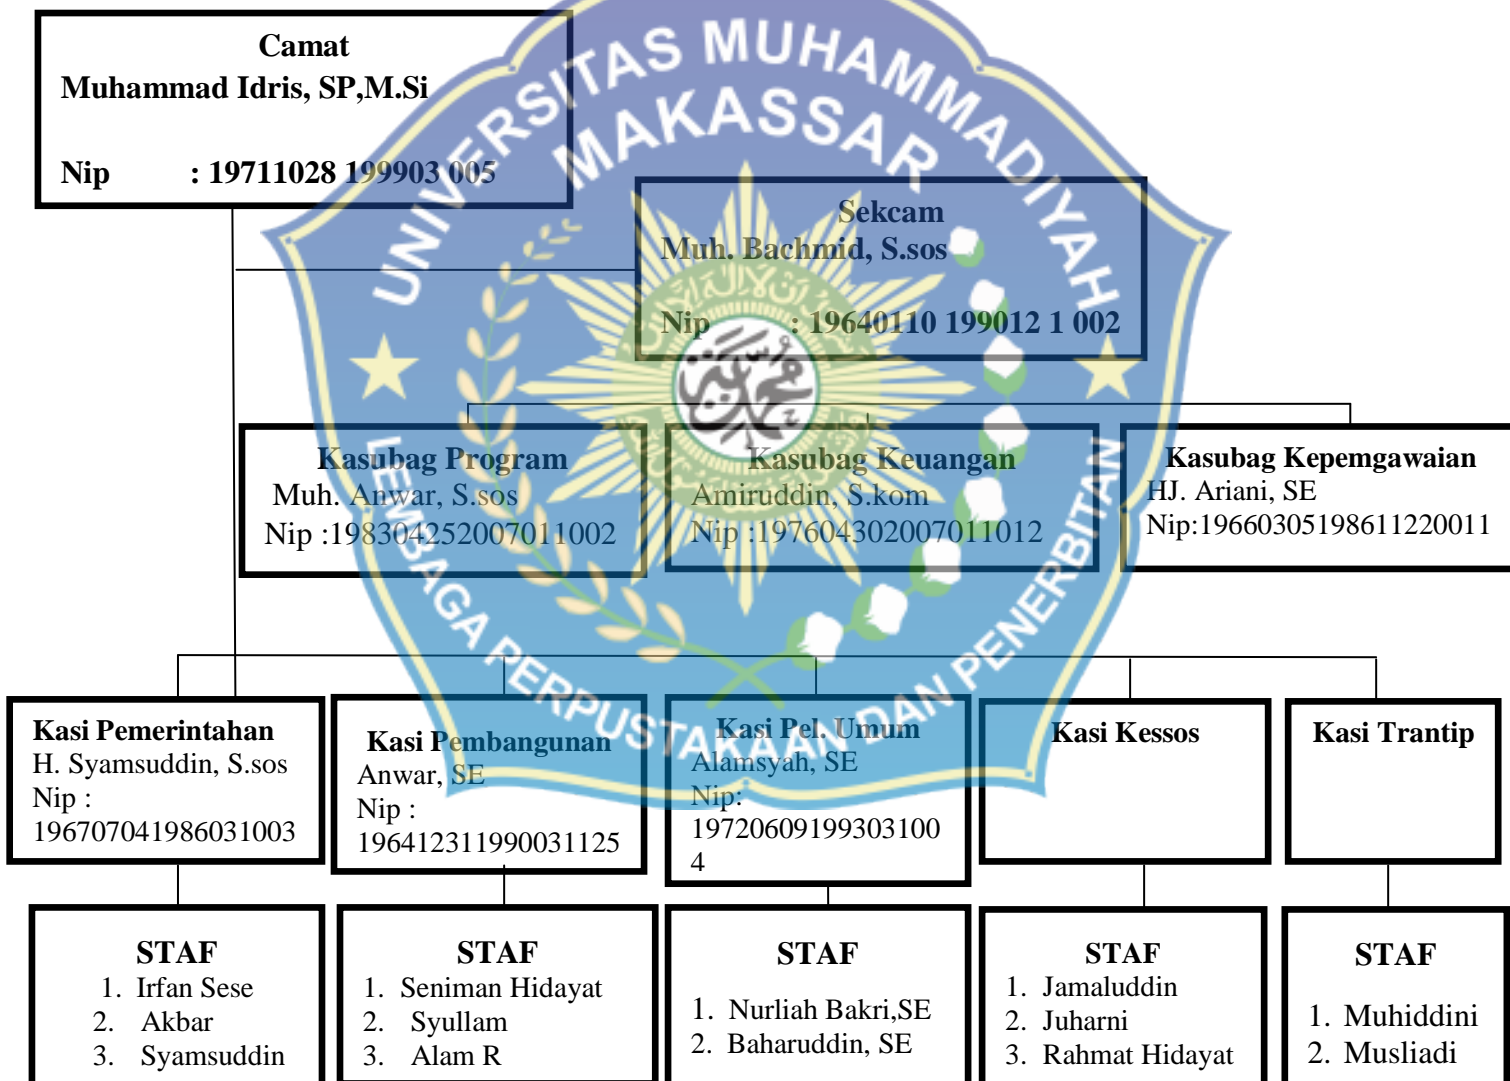 Camat
Muhammad Idris, SP,M.Si
Nip : 19711028 199903 005
UNIVERSITAS MUHAMMADIYAH
MAKASSAR
Sekcam
Muh. Bachmid, S.sos
Nip : 19640110 199012 1 002
Kasubag Program
Muh. Anwar, S.sos
Nip :198304252007011002
Kasubag Keuangan
Amiruddin, S.kom
Nip :197604302007011012
Kasubag Kepemgawaian
HJ. Ariani, SE
Nip:19660305198611220011
LEMBAGA PERPUSTAKAAN DAN PENERBITAN
Kasi Pemerintahan
H. Syamsuddin, S.sos
Nip :
196707041986031003
Kasi Pembangunan
Anwar, SE
Nip :
196412311990031125
Kasi Pel. Umum
Alamsyah, SE
Nip:
19720609199303100
4
Kasi Kessos
Kasi Trantip
STAF
1. Irfan Sese
2. Akbar
3. Syamsuddin
STAF
1. Seniman Hidayat
2. Syullam
3. Alam R
STAF
1. Nurliah Bakri,SE
2. Baharuddin, SE
STAF
1. Jamaluddin
2. Juharni
3. Rahmat Hidayat
STAF
1. Muhiddini
2. Musliadi